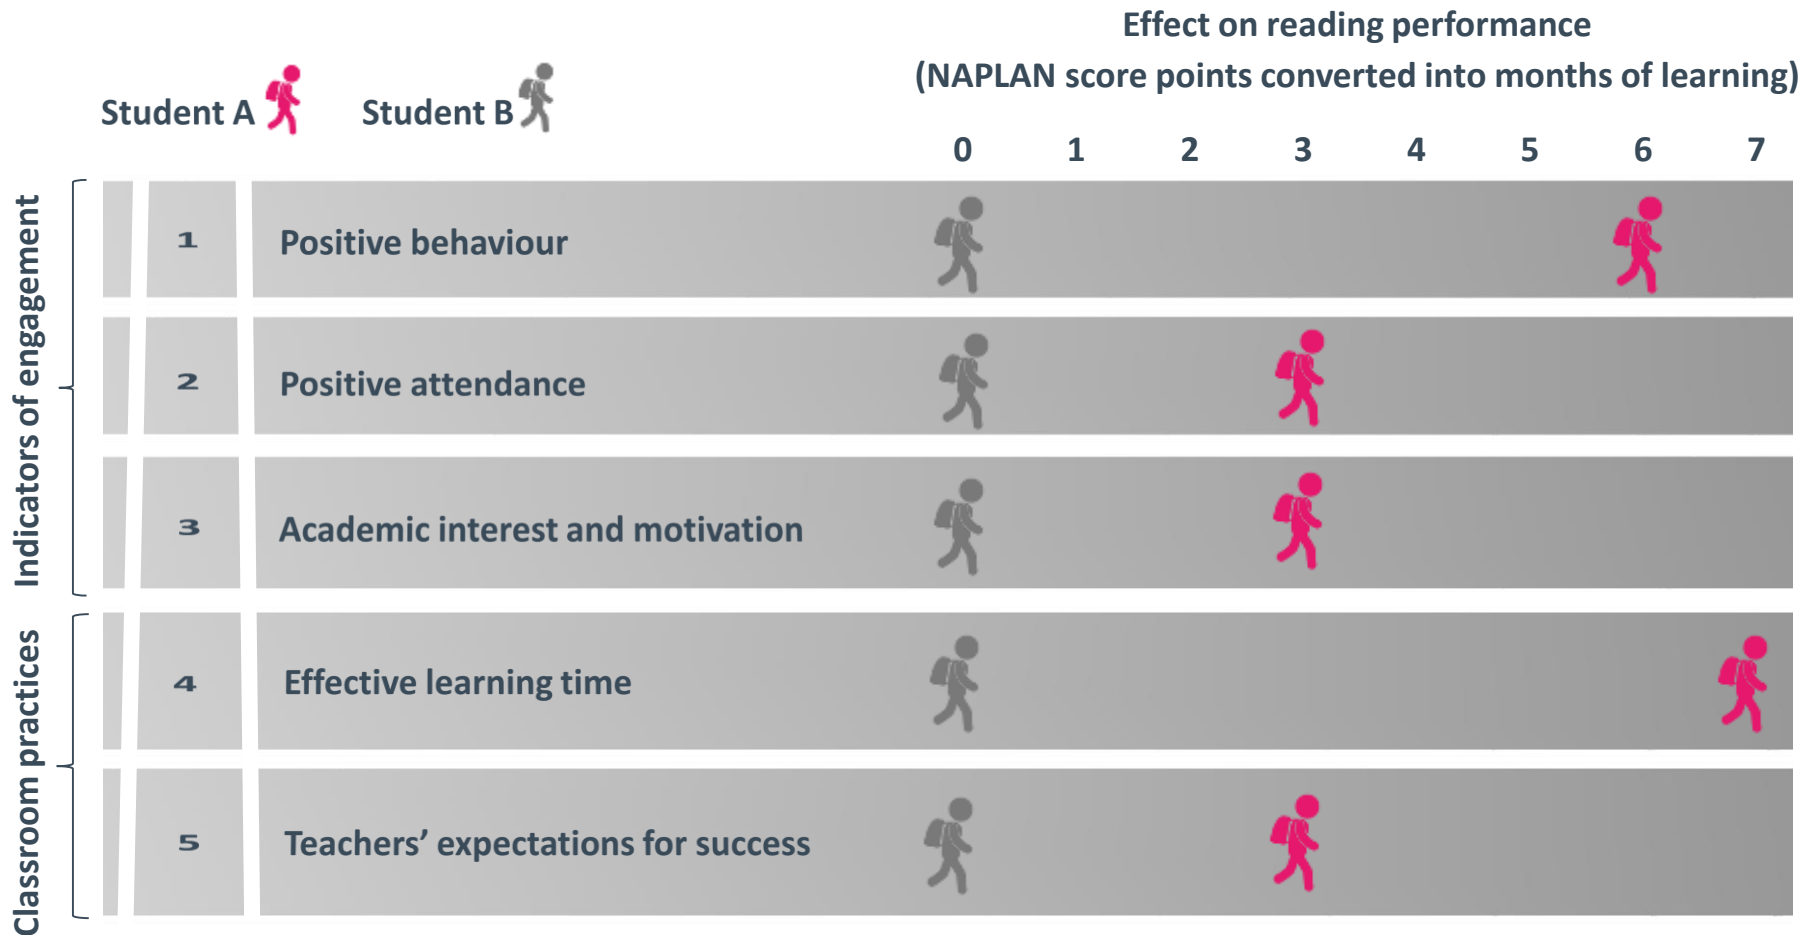 Effect on reading performance
(NAPLAN score points converted into months of learning)
Student A
Student B
0 1 2 3 4 5 6 7
Indicators of engagement
1 Positive behaviour
2 Positive attendance
3 Academic interest and motivation
Classroom practices
4 Effective learning time
5 Teachers’ expectations for success